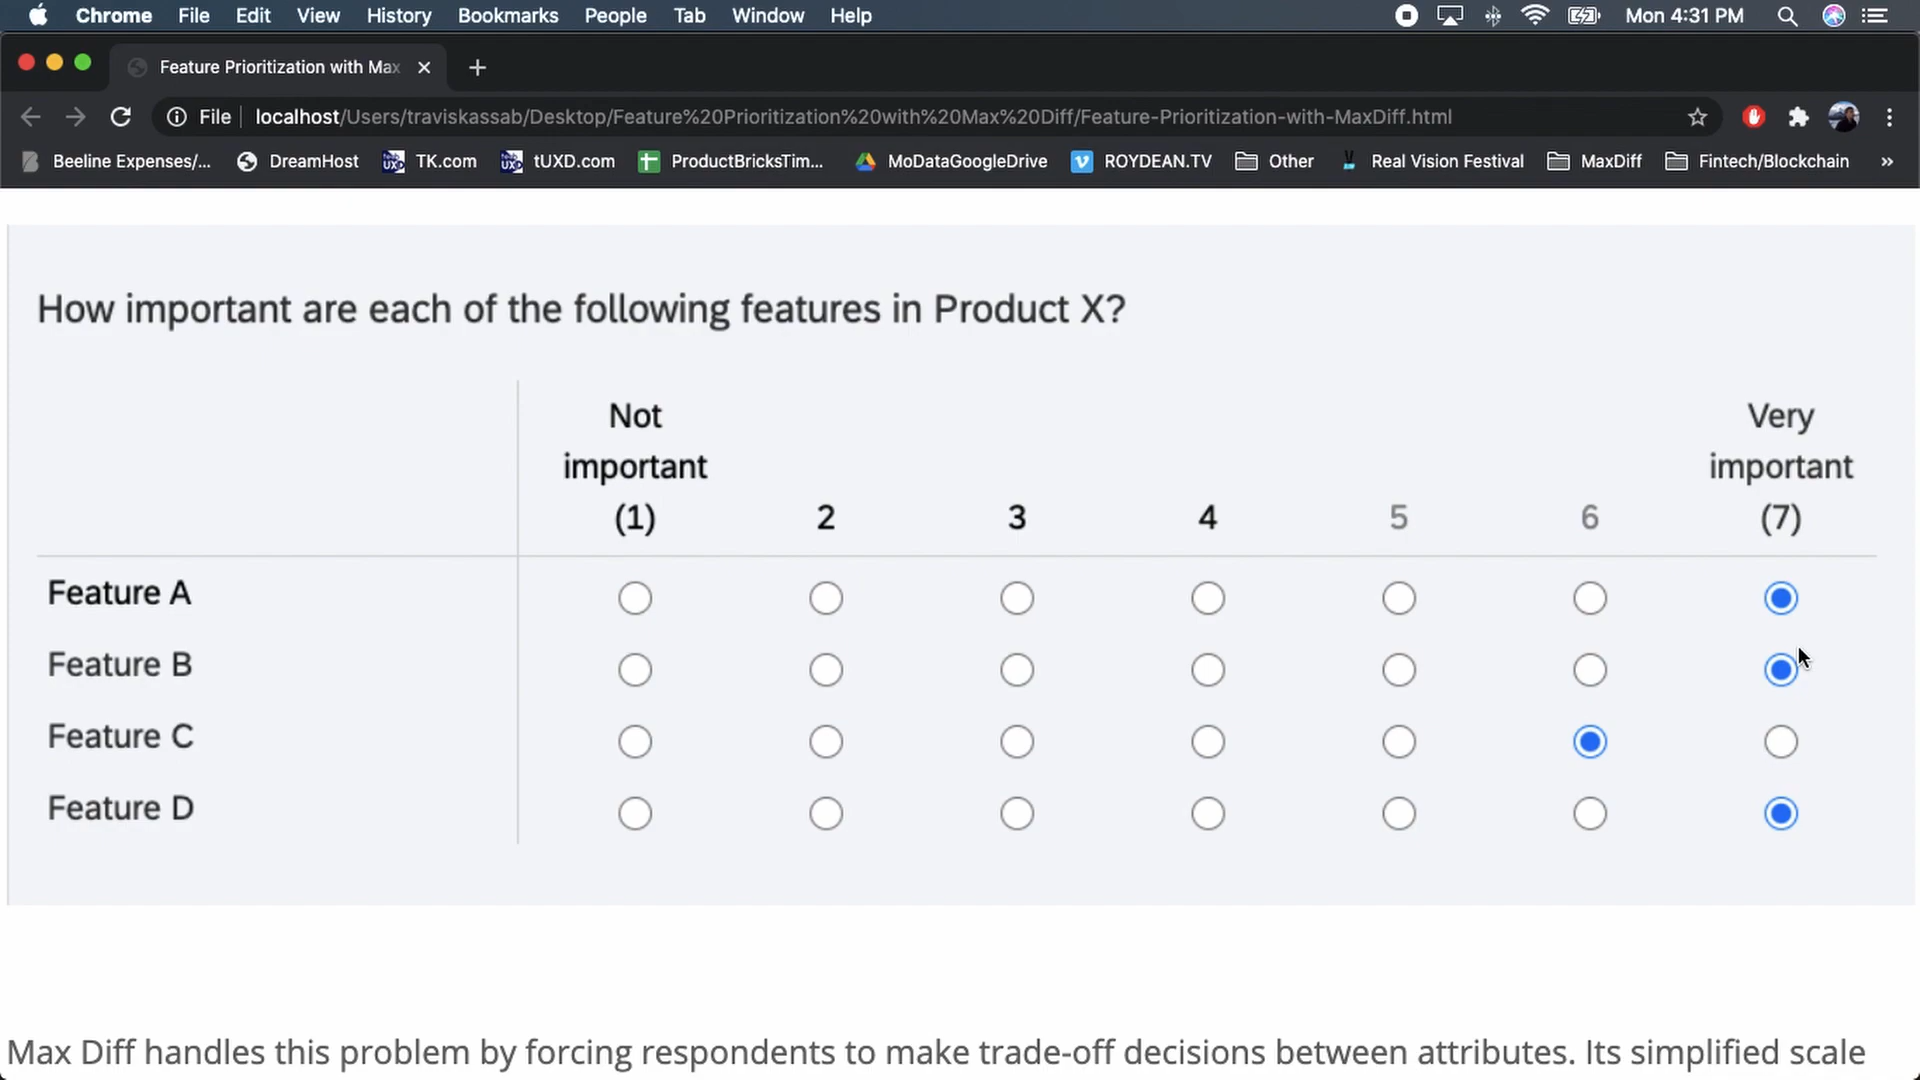 Chrome File Edit View History Bookmarks People Tab Window Help Mon 4:31 PM
Feature Prioritization with Max
File localhost/Users/traviskassab/Desktop/Feature%20Prioritization%20with%20Max%20Diff/Feature-Prioritization-with-MaxDiff.html
Beeline Expenses/... DreamHost TK.com tUXD.com ProductBricksTim... MoDataGoogleDrive ROYDEAN.TV Other Real Vision Festival MaxDiff Fintech/Blockchain »
How important are each of the following features in Product X?
Not Very
important important
(1) 2 3 4 5 6 (7)
Feature A
Feature B
Feature C
Feature D
Max Diff handles this problem by forcing respondents to make trade-off decisions between attributes. Its simplified scale